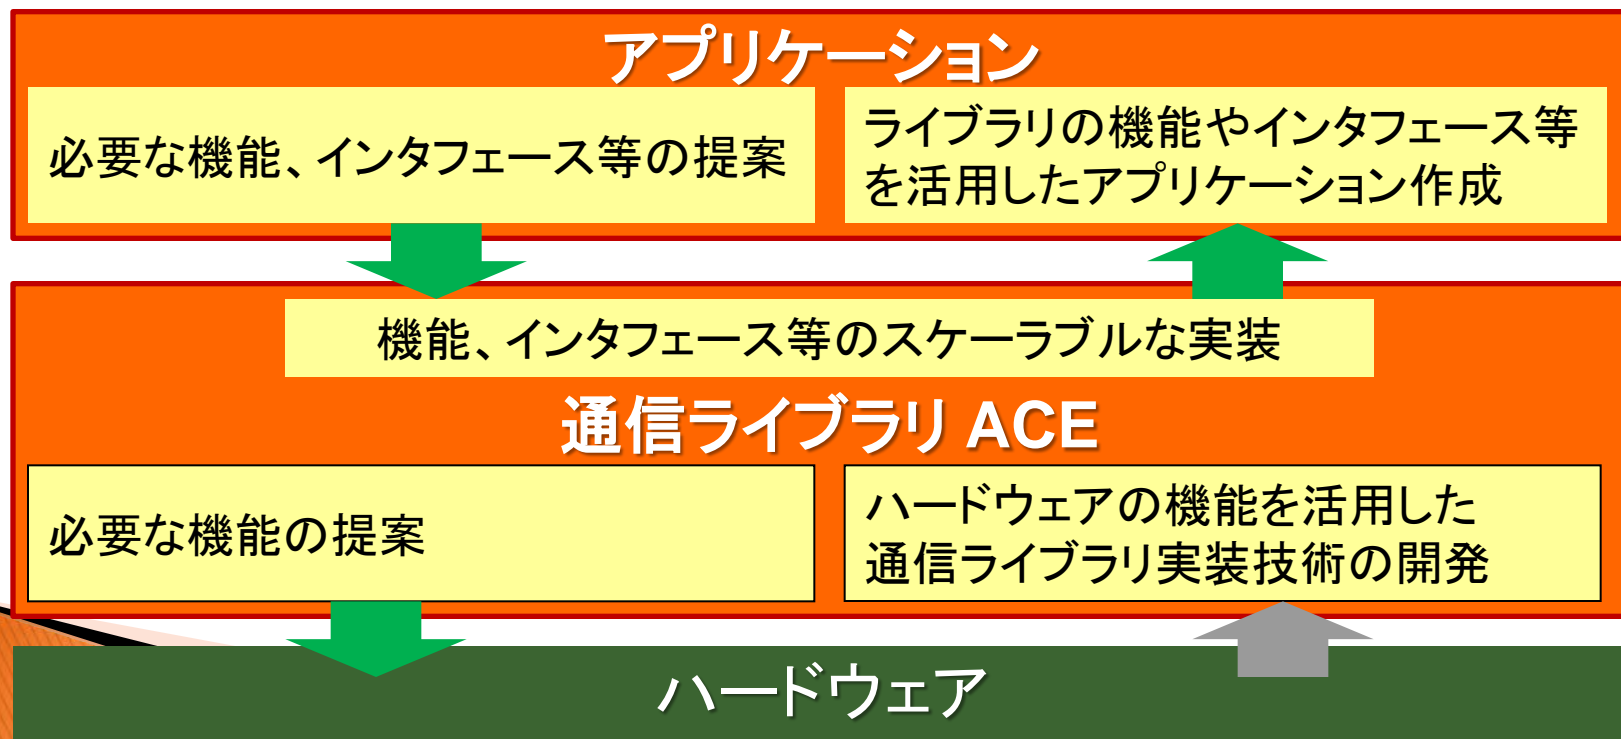 アプリケーション
必要な機能、インタフェース等の提案
ライブラリの機能やインタフェース等
を活用したアプリケーション作成
機能、インタフェース等のスケーラブルな実装
通信ライブラリ ACE
必要な機能の提案
ハードウェアの機能を活用した
通信ライブラリ実装技術の開発
ハードウェア